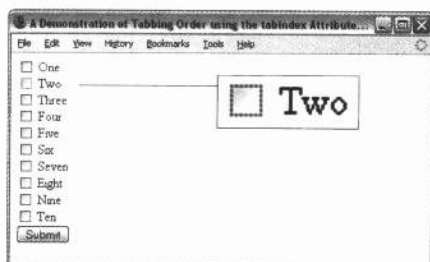 A Demonstration of Tabbing Order using the tabindex Attribute...
File Edit View History Bookmarks Tools Help
One
Two
Two
Three
Four
Five
Six
Seven
Eight
Nine
Ten
Submit